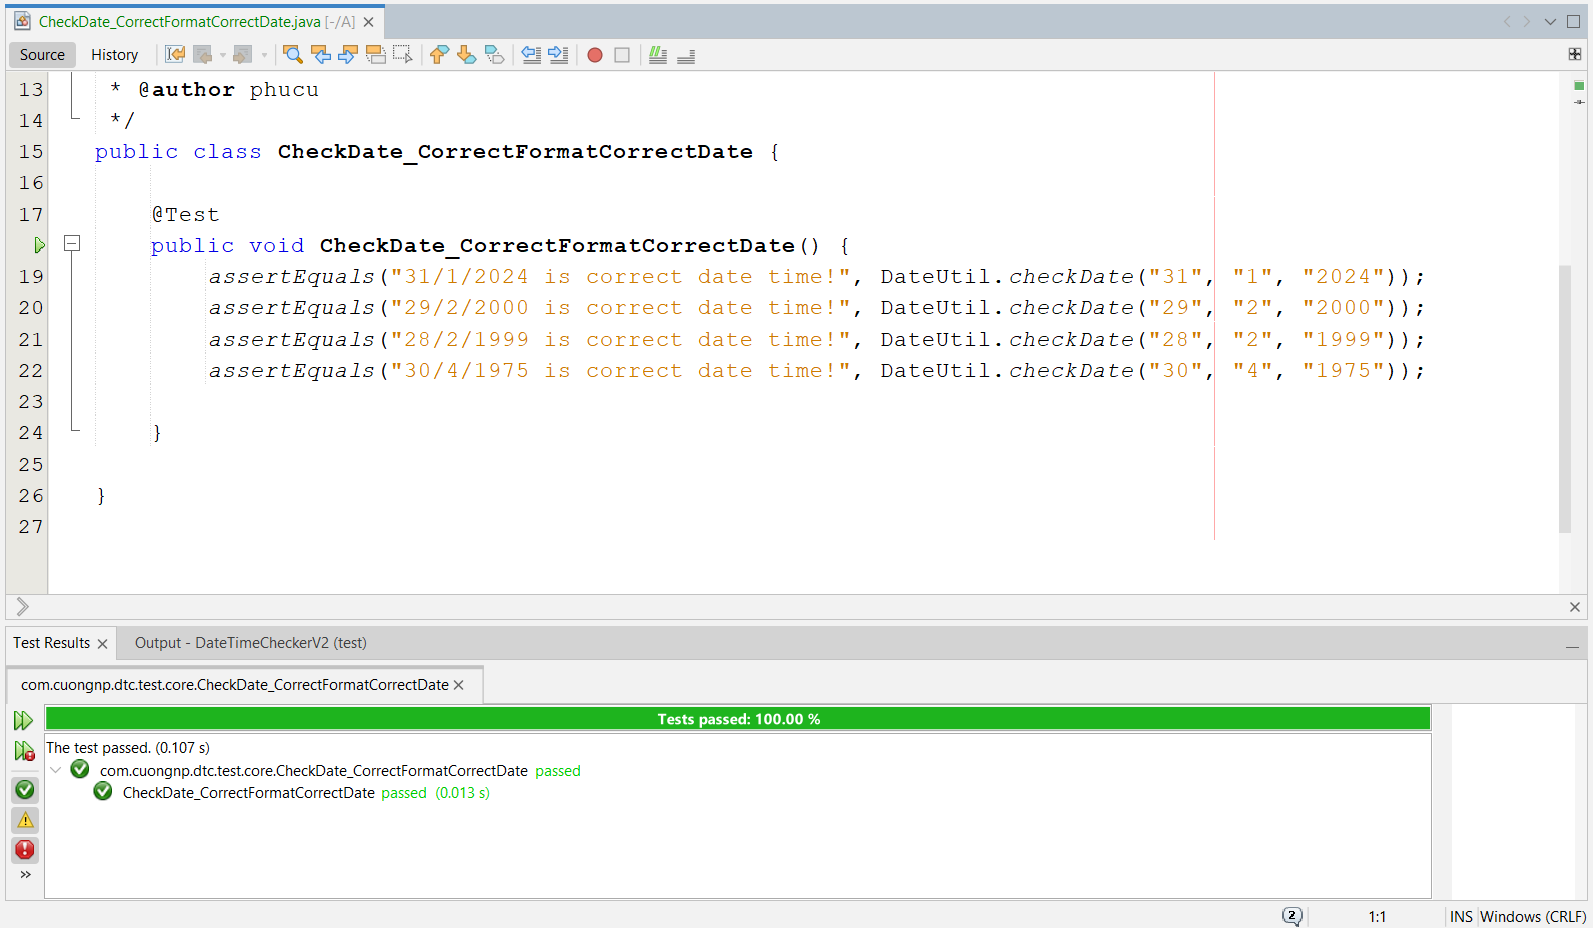 CheckDate_CorrectFormatCorrectDate.java [-/A]
Source History
13 * @author phucu
14 */
15 public class CheckDate_CorrectFormatCorrectDate {
16
17 @Test
public void CheckDate_CorrectFormatCorrectDate() {
19 assertEquals("31/1/2024 is correct date time!", DateUtil.checkDate("31", "1", "2024"));
20 assertEquals("29/2/2000 is correct date time!", DateUtil.checkDate("29", "2", "2000"));
21 assertEquals("28/2/1999 is correct date time!", DateUtil.checkDate("28", "2", "1999"));
22 assertEquals("30/4/1975 is correct date time!", DateUtil.checkDate("30", "4", "1975"));
23
24 }
25
26 }
27
Test Results Output - DateTimeCheckerV2 (test)
com.cuongnp.dtc.test.core.CheckDate_CorrectFormatCorrectDate
Tests passed: 100.00 %
The test passed. (0.107 s)
com.cuongnp.dtc.test.core.CheckDate_CorrectFormatCorrectDate passed
CheckDate_CorrectFormatCorrectDate passed (0.013 s)
2 1:1 INS Windows (CRLF)